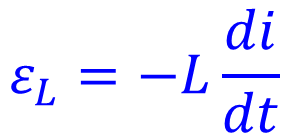 ε_L = −L di/dt